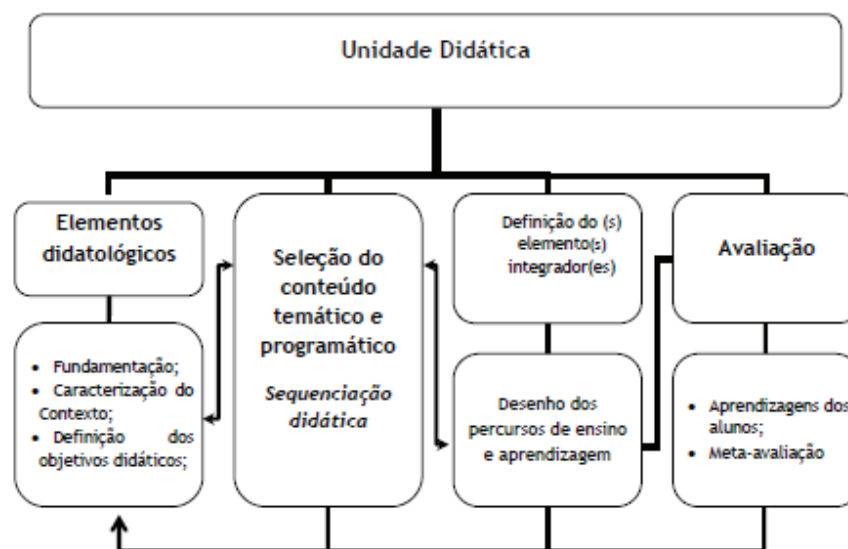 Unidade Didática
Elementos
didatológicos
• Fundamentação;
• Caracterização do
Contexto;
• Definição dos
objetivos didáticos;
Seleção do
conteúdo
temático e
programático
Sequenciação
didática
Definição do (s)
elemento(s)
integrador(es)
Desenho dos
percursos de ensino
e aprendizagem
Avaliação
• Aprendizagens dos
alunos;
• Meta-avaliação